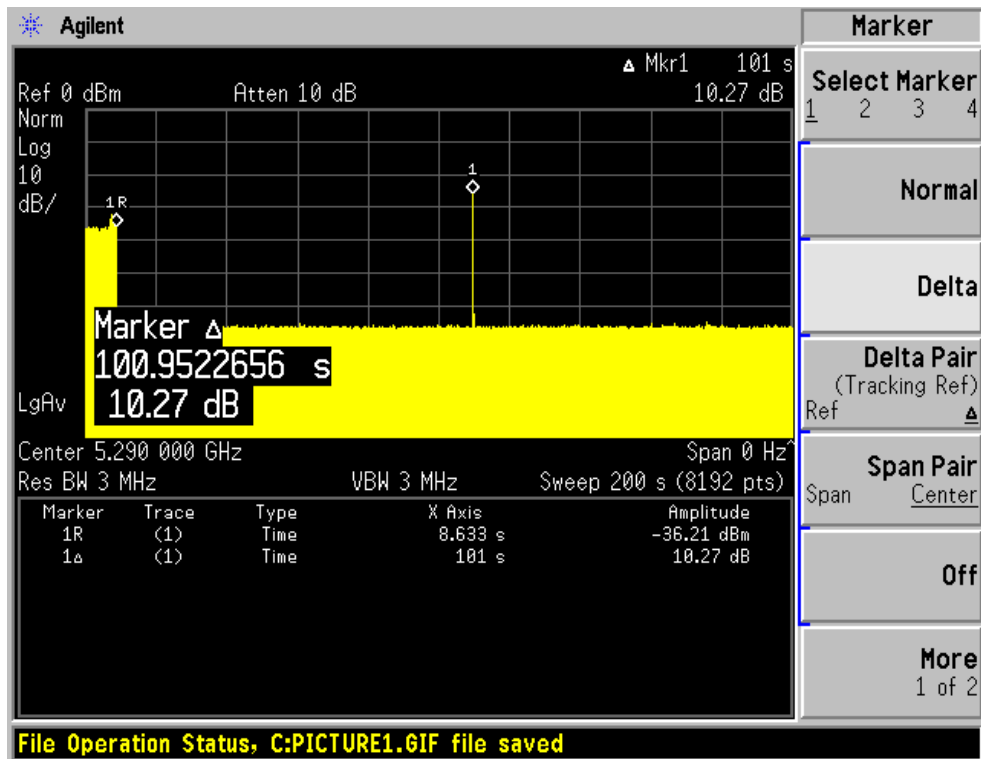 Agilent
Marker
Δ Mkr1 101 s
Ref 0 dBm Atten 10 dB 10.27 dB
Norm
Log
10
dB/
1R
1
Marker Δ
100.9522656 s
10.27 dB
LgAv
Center 5.290 000 GHz Span 0 Hz^
Res BW 3 MHz VBW 3 MHz Sweep 200 s (8192 pts)
Marker Trace Type X Axis Amplitude
1R (1) Time 8.633 s -36.21 dBm
1Δ (1) Time 101 s 10.27 dB
Select Marker
1 2 3 4
Normal
Delta
Delta Pair
(Tracking Ref)
Ref Δ
Span Pair
Span Center
Off
More
1 of 2
File Operation Status, C:PICTURE1.GIF file saved